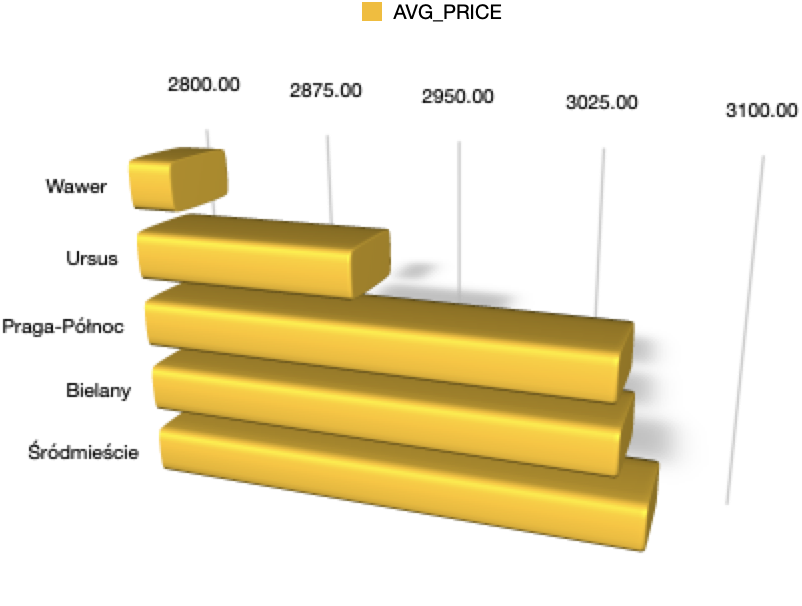 AVG_PRICE
2800.00
2875.00
2950.00
3025.00
3100.00
Wawer
Ursus
Praga-Północ
Bielany
Śródmieście